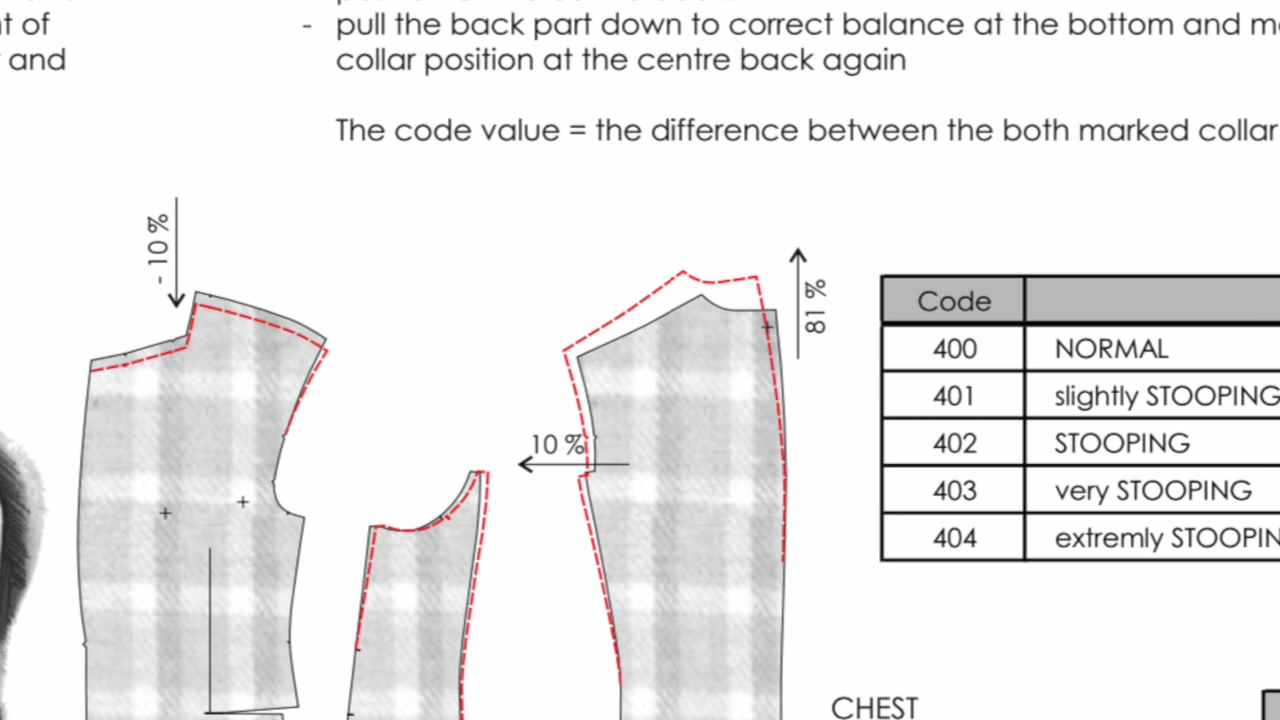 t of
and
- pull the back part down to correct balance at the bottom and
collar position at the centre back again
The code value = the difference between the both marked collar
- 10 %
81 %
10 %
Code
400 NORMAL
401 slightly STOOPING
402 STOOPING
403 very STOOPING
404 extremly STOOPIN
CHEST